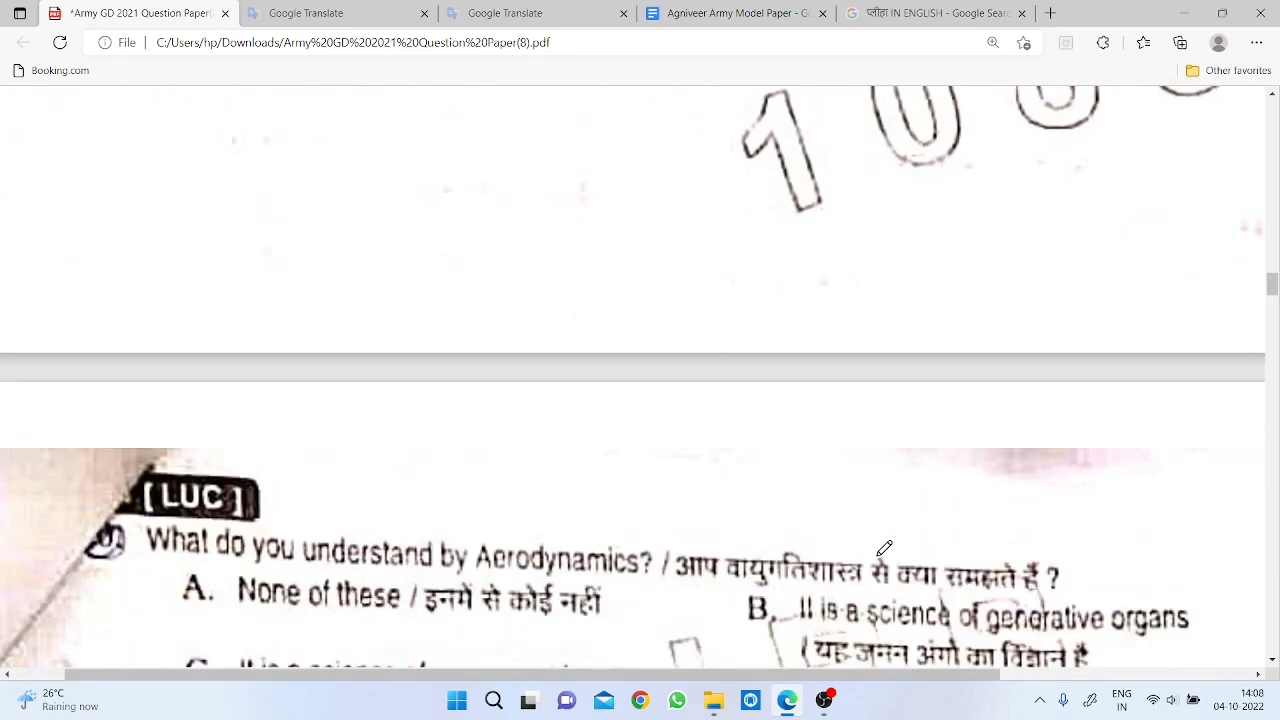 *Army GD 2021 Question Paper(
Google Translate
Google Translate
Agniveer Army Model Paper - G
प्लीहा IN ENGLISH - Google Sear
File
C:/Users/hp/Downloads/Army%20GD%202021%20Question%20Paper(8).pdf
Booking.com
Other favorites
[ LUC ]
What do you understand by Aerodynamics? / आप वायुगतिशास्त्र से क्या समझते हैं ?
A. None of these / इनमें से कोई नहीं
B. It is a science of generative organs
( यह जनन अंगो का विज्ञान है
26°C
Raining now
ENG
IN
14:08
04-10-2022